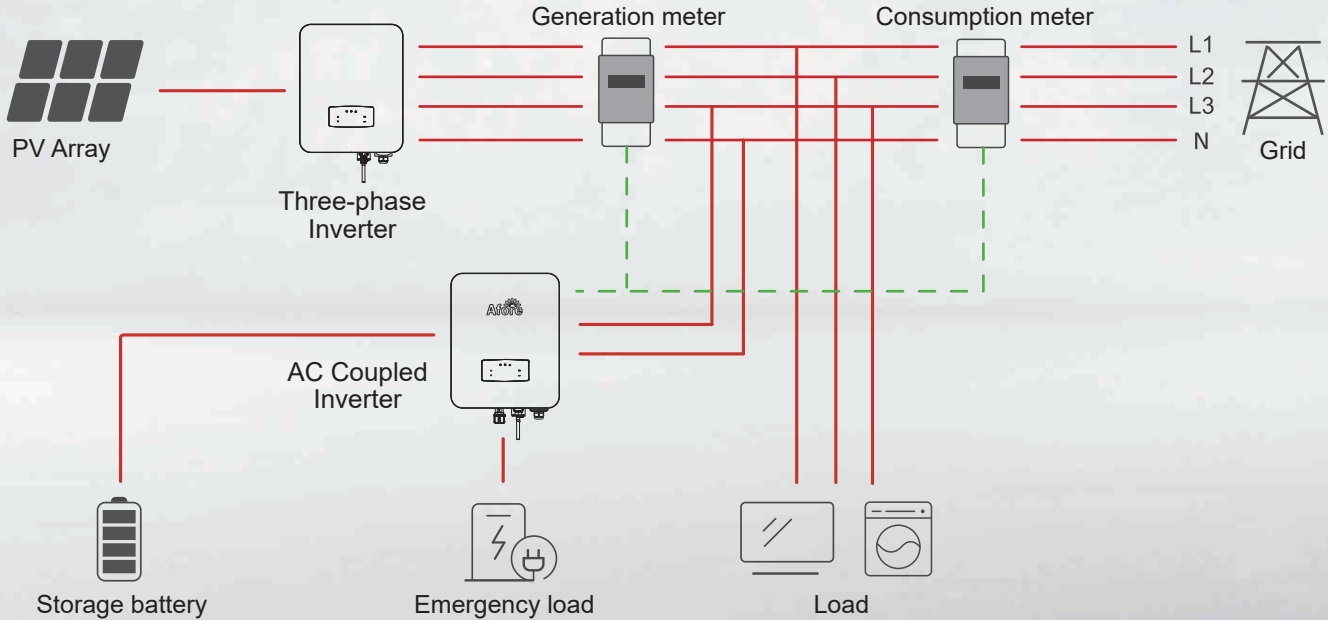 Generation meter
Consumption meter
L1
L2
L3
N
PV Array
Grid
Three-phase
Inverter
Afore
AC Coupled
Inverter
Storage battery
Emergency load
Load